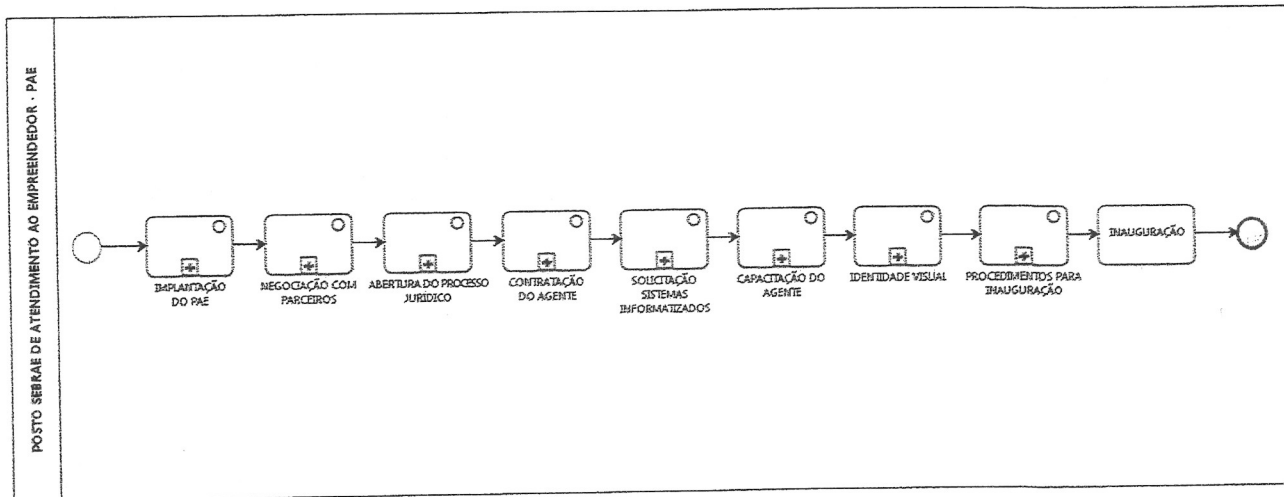 POSTO SEBRAE DE ATENDIMENTO AO EMPREENDEDOR - PAE
IMPLANTAÇÃO
DO PAE
NEGOCIAÇÃO COM
PARCEIROS
ABERTURA DO PROCESSO
JURÍDICO
CONTRATAÇÃO
DO AGENTE
SOLICITAÇÃO
SISTEMAS
INFORMATIZADOS
CAPACITAÇÃO DO
AGENTE
IDENTIDADE VISUAL
PROCEDIMENTOS PARA
INAUGURAÇÃO
INAUGURAÇÃO